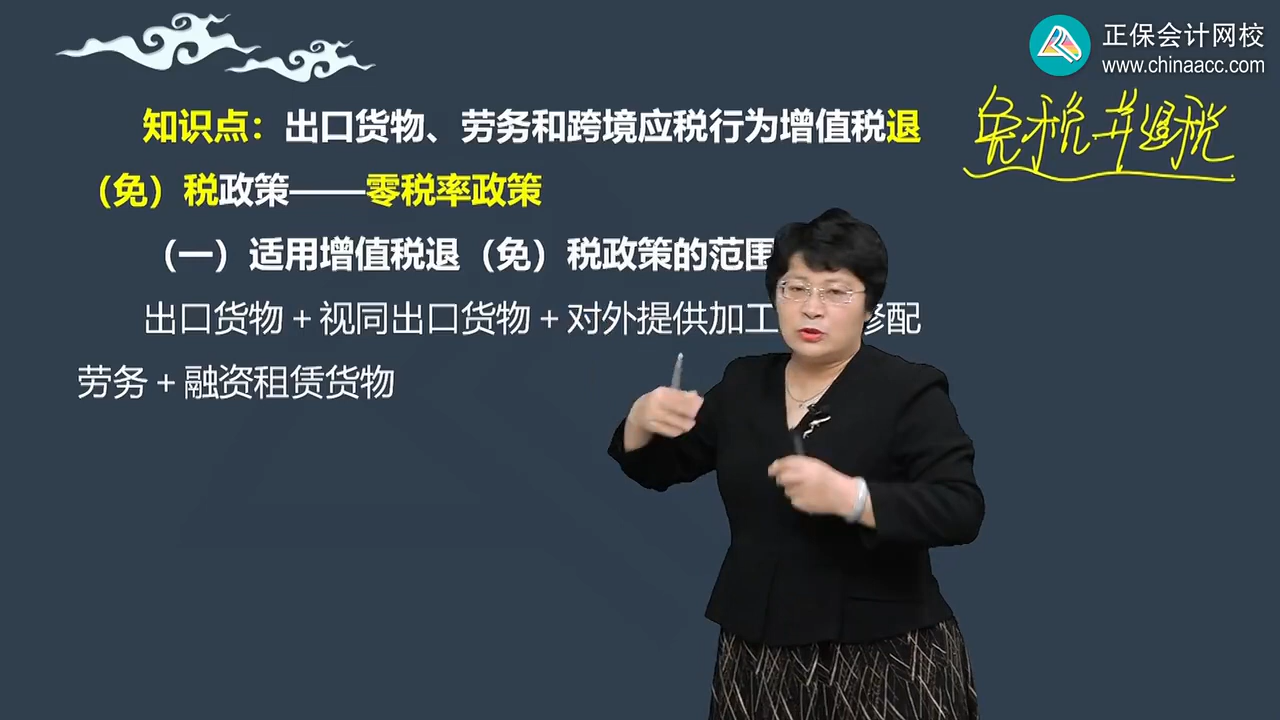 正保会计网校
www.chinaacc.com
免税并退税
知识点：出口货物、劳务和跨境应税行为增值税退
（免）税政策——零税率政策
（一）适用增值税退（免）税政策的范围
出口货物＋视同出口货物＋对外提供加工 修配
劳务＋融资租赁货物